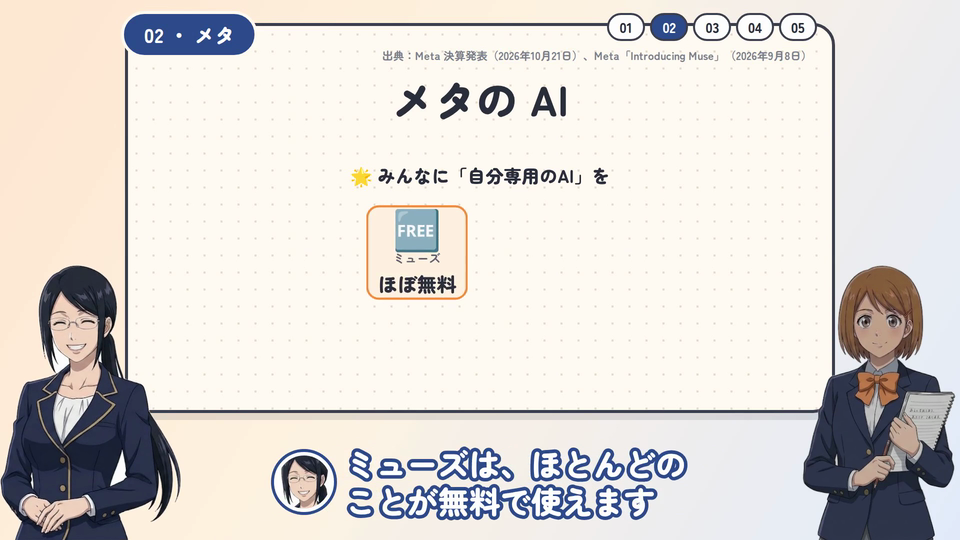 02 ・ メタ
01 02 03 04 05
出典：Meta 決算発表（2026年10月21日）、Meta「Introducing Muse」（2026年9月8日）
メタの AI
🌟 みんなに「自分専用のAI」を
FREE
ミューズ
ほぼ無料
ミューズは、ほとんどの
ことが無料で使えます